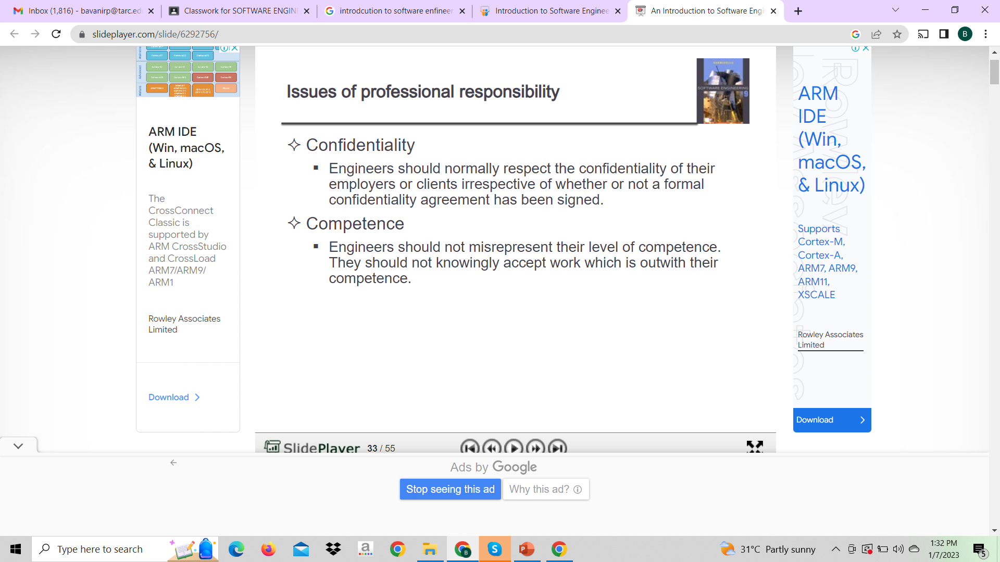 Inbox (1,816) - bavanirp@tarc.ed
Classwork for SOFTWARE ENGIN
introdcution to software enfineer
Introduction to Software Enginee
An Introduction to Software Engi
slideplayer.com/slide/6292756/
B
Advanced
Mature
ARM IDE
(Win, macOS,
& Linux)
The
CrossConnect
Classic is
supported by
ARM CrossStudio
and CrossLoad
ARM7/ARM9/
ARM1
Rowley Associates
Limited
Download
Issues of professional responsibility
SOFTWARE ENGINEERING
9
Confidentiality
Engineers should normally respect the confidentiality of their
employers or clients irrespective of whether or not a formal
confidentiality agreement has been signed.
Competence
Engineers should not misrepresent their level of competence.
They should not knowingly accept work which is outwith their
competence.
SlidePlayer 33 / 55
ARM
IDE
(Win,
macOS,
& Linux)
Supports
Cortex-M,
Cortex-A,
ARM7, ARM9,
ARM11,
XSCALE
Rowley Associates
Limited
Download
Ads by Google
Stop seeing this ad
Why this ad?
Type here to search
31°C Partly sunny
1:32 PM
1/7/2023
5